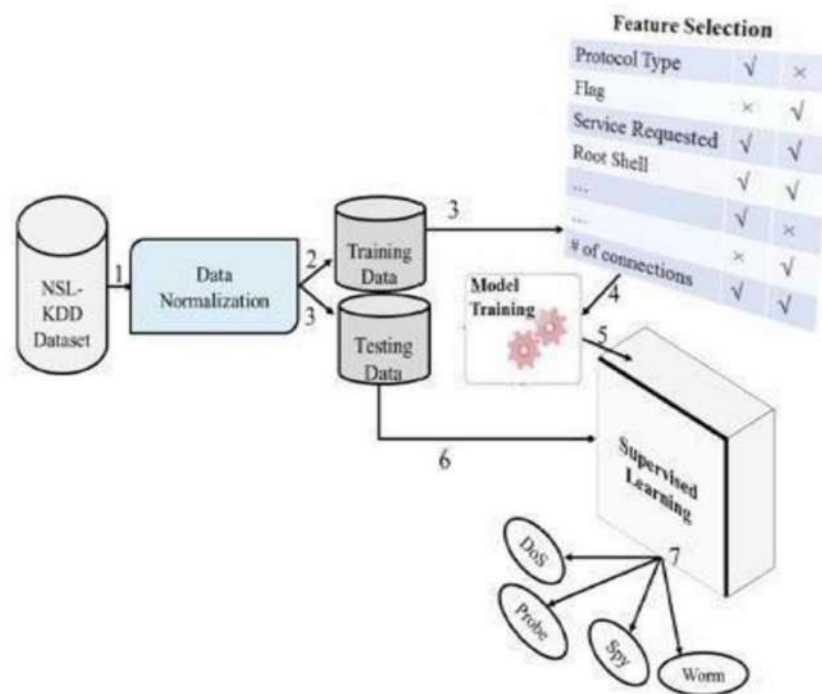 Feature Selection
Protocol Type √ ×
Flag × √
Service Requested √ √
Root Shell √ √
... √ ×
... × √
# of connections √ √
NSL-
KDD
Dataset
1
Data
Normalization
2
3
Training
Data
3
Testing
Data
Model
Training
4
5
6
Supervised
Learning
7
DoS
Probe
Spy
Worm